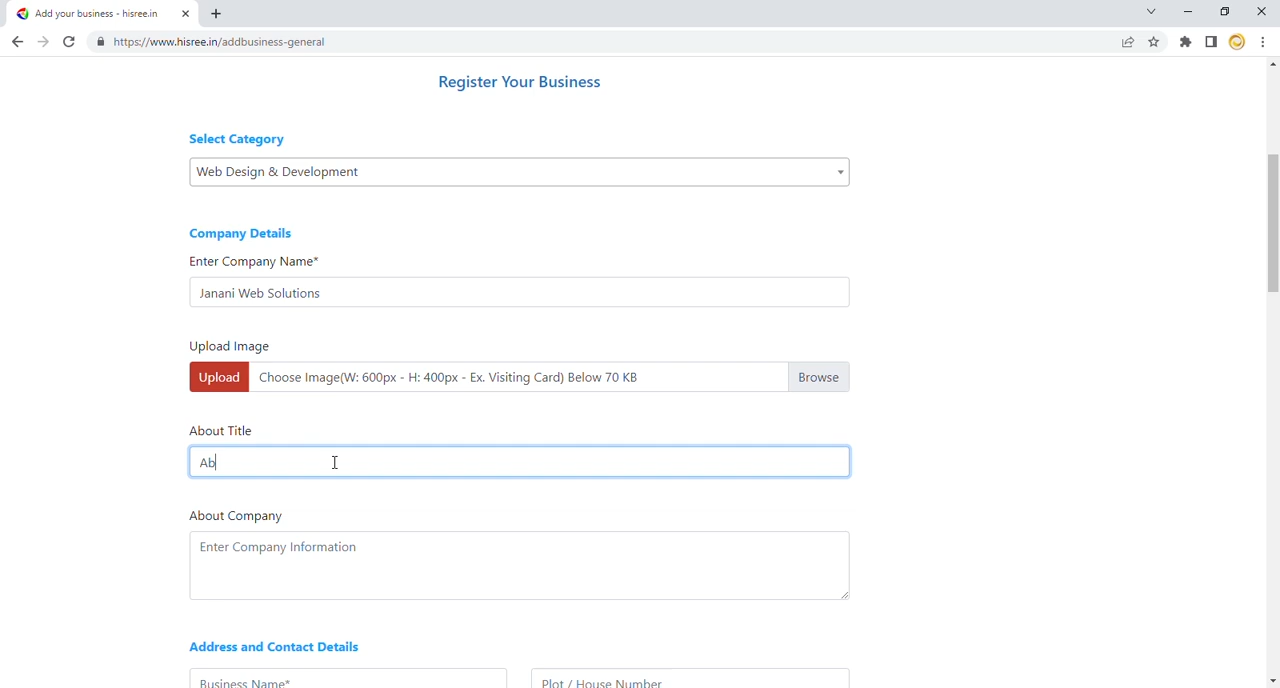 Add your business - hisree.in
https://www.hisree.in/addbusiness-general
Register Your Business
Select Category
Web Design & Development
Company Details
Enter Company Name*
Janani Web Solutions
Upload Image
Upload Choose Image(W: 600px - H: 400px - Ex. Visiting Card) Below 70 KB Browse
About Title
Ab
About Company
Enter Company Information
Address and Contact Details
Business Name* Plot / House Number